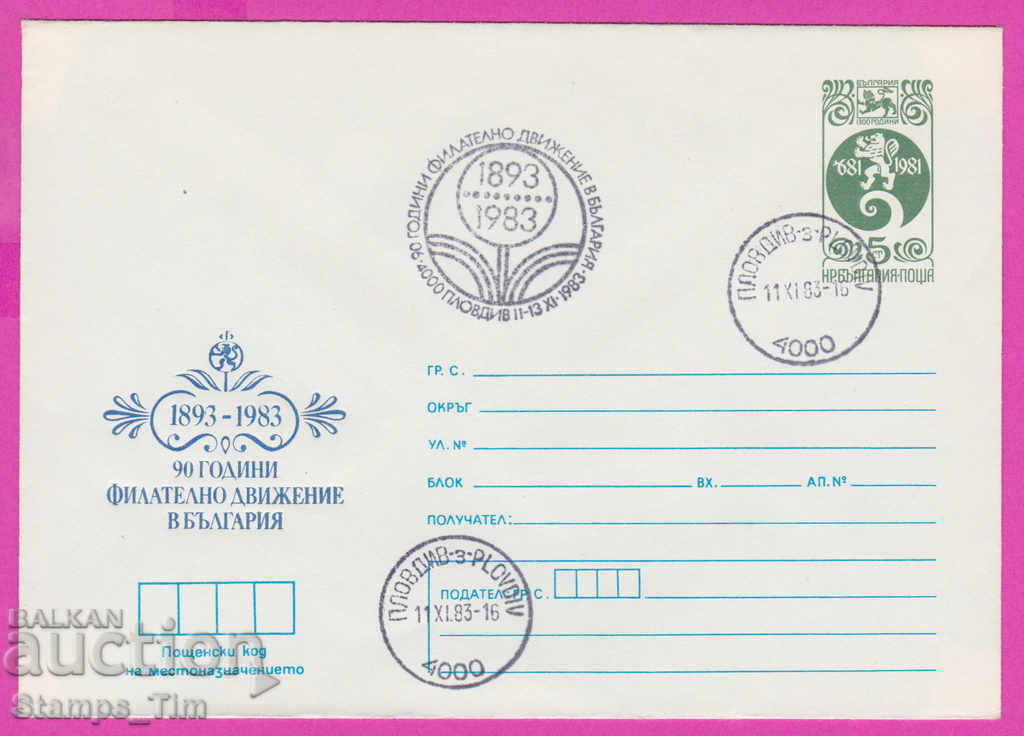 БЪЛГАРИЯ
1300 ГОДИНИ
681 1981
5
НР БЪЛГАРИЯ·ПОЩА
90 ГОДИНИ ФИЛАТЕЛНО ДВИЖЕНИЕ В БЪЛГАРИЯ
4000 ПЛОВДИВ 11-13 XI·1983
1893
1983
ПЛОВДИВ-з-PLOVDIV
11 XI.83-16
4000
1893-1983
90 ГОДИНИ
ФИЛАТЕЛНО ДВИЖЕНИЕ
В БЪЛГАРИЯ
ГР. С.
ОКРЪГ
УЛ. №
БЛОК ВХ. АП. №
ПОЛУЧАТЕЛ:
ПЛОВДИВ-з-PLOVDIV
11 XI.83-16
4000
ПОДАТЕЛ: ГР С.
Пощенски код
на местоназначението
BALKAN
auction
Stamps_Tim